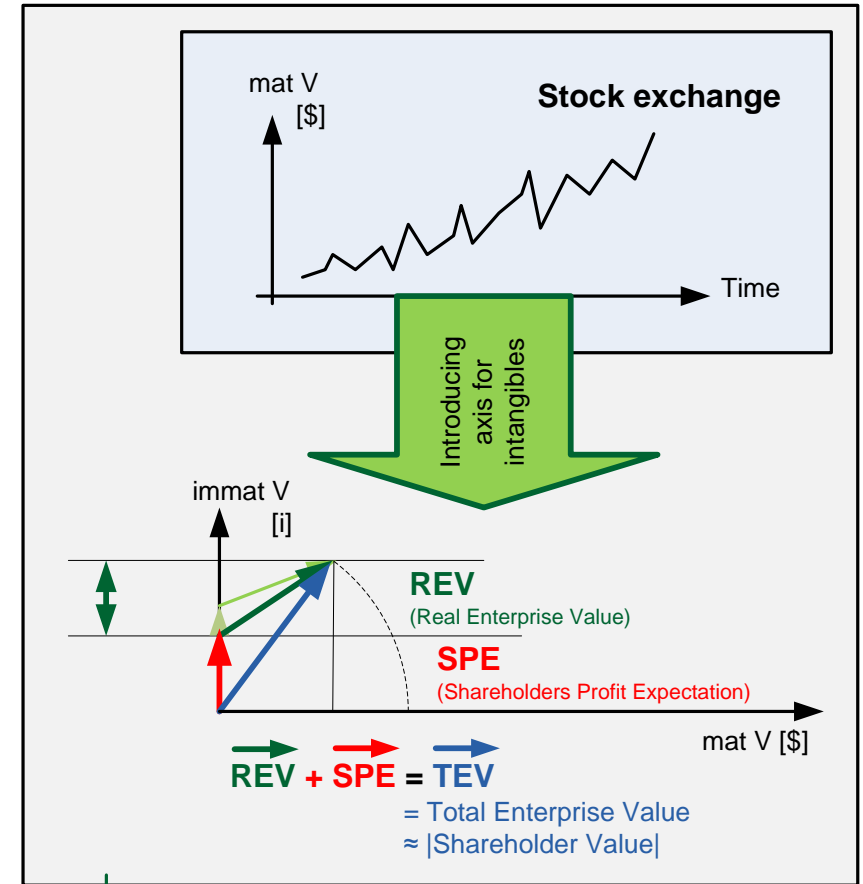 mat V
[$]
Stock exchange
Time
Introducing
axis for
intangibles
immat V
[i]
REV
(Real Enterprise Value)
SPE
(Shareholders Profit Expectation)
mat V [$]
REV + SPE = TEV
= Total Enterprise Value
≈ |Shareholder Value|